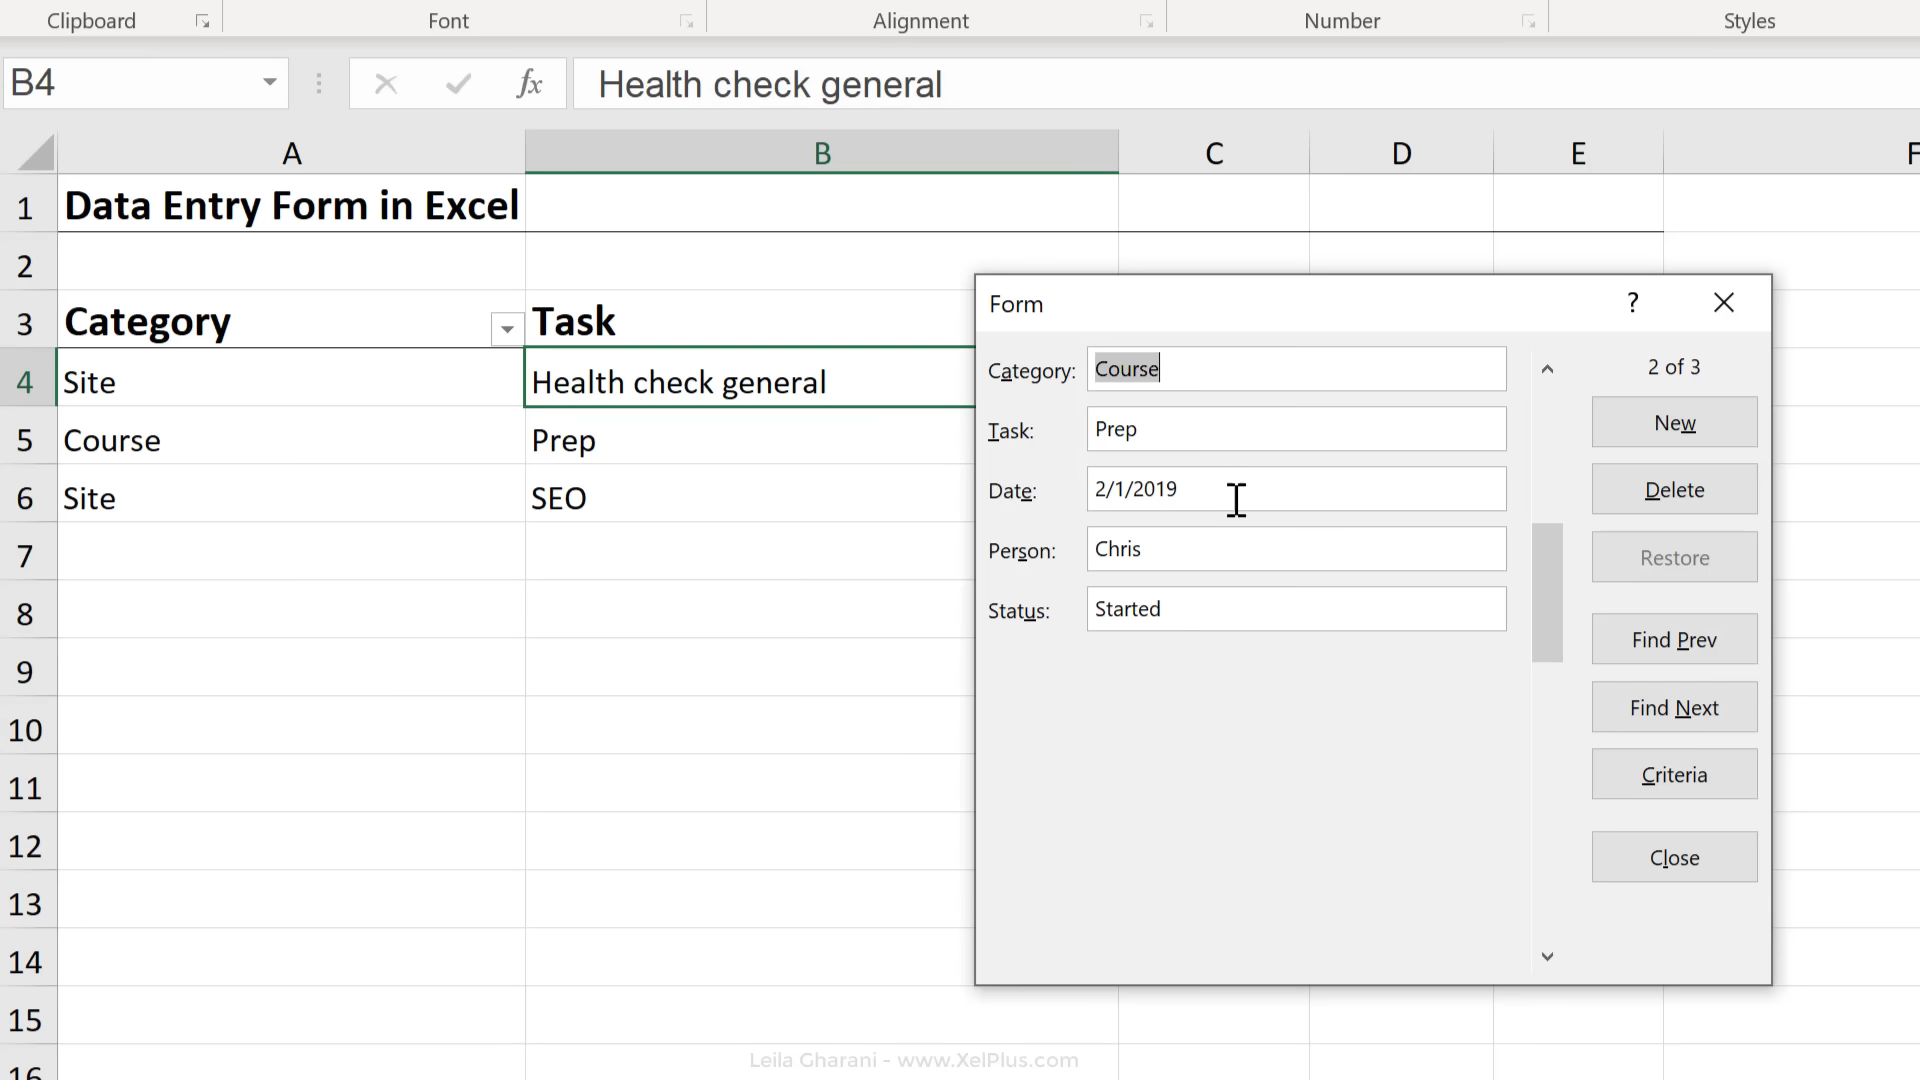 Clipboard Font Alignment Number Styles
B4 fx Health check general
A B C D E F
1 Data Entry Form in Excel
2
3 Category Task
4 Site Health check general
5 Course Prep
6 Site SEO
7
8
9
10
11
12
13
14
15
16
Form ?
Category: Course 2 of 3
New
Task: Prep
Date: 2/1/2019 Delete
Person: Chris Restore
Status: Started
Find Prev
Find Next
Criteria
Close
Leila Gharani - www.XelPlus.com